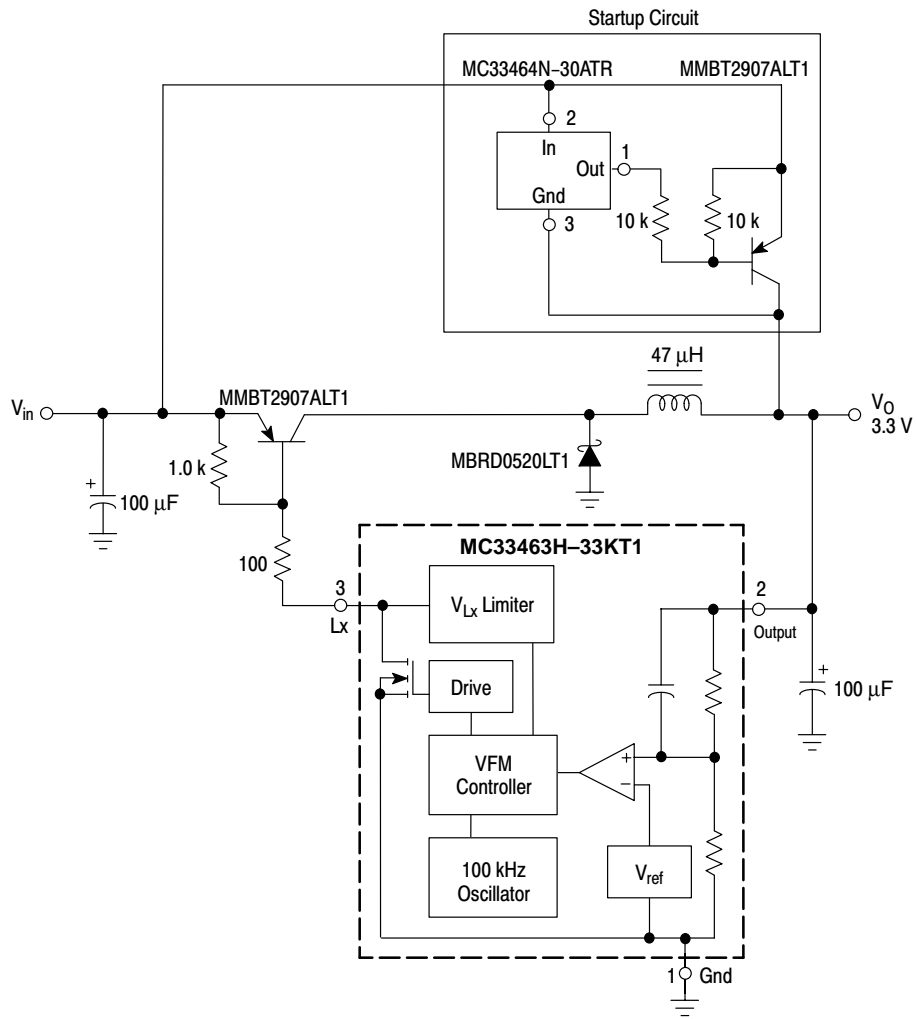 Startup Circuit
MC33464N−30ATR
MMBT2907ALT1
2
In
1
Out
Gnd
3
10 k
10 k
47 µH
Vin
MMBT2907ALT1
VO
3.3 V
1.0 k
MBRD0520LT1
+
100 µF
100
MC33463H–33KT1
3
Lx
VLx Limiter
2
Output
Drive
+
100 µF
VFM
Controller
+
−
100 kHz
Oscillator
Vref
1
Gnd